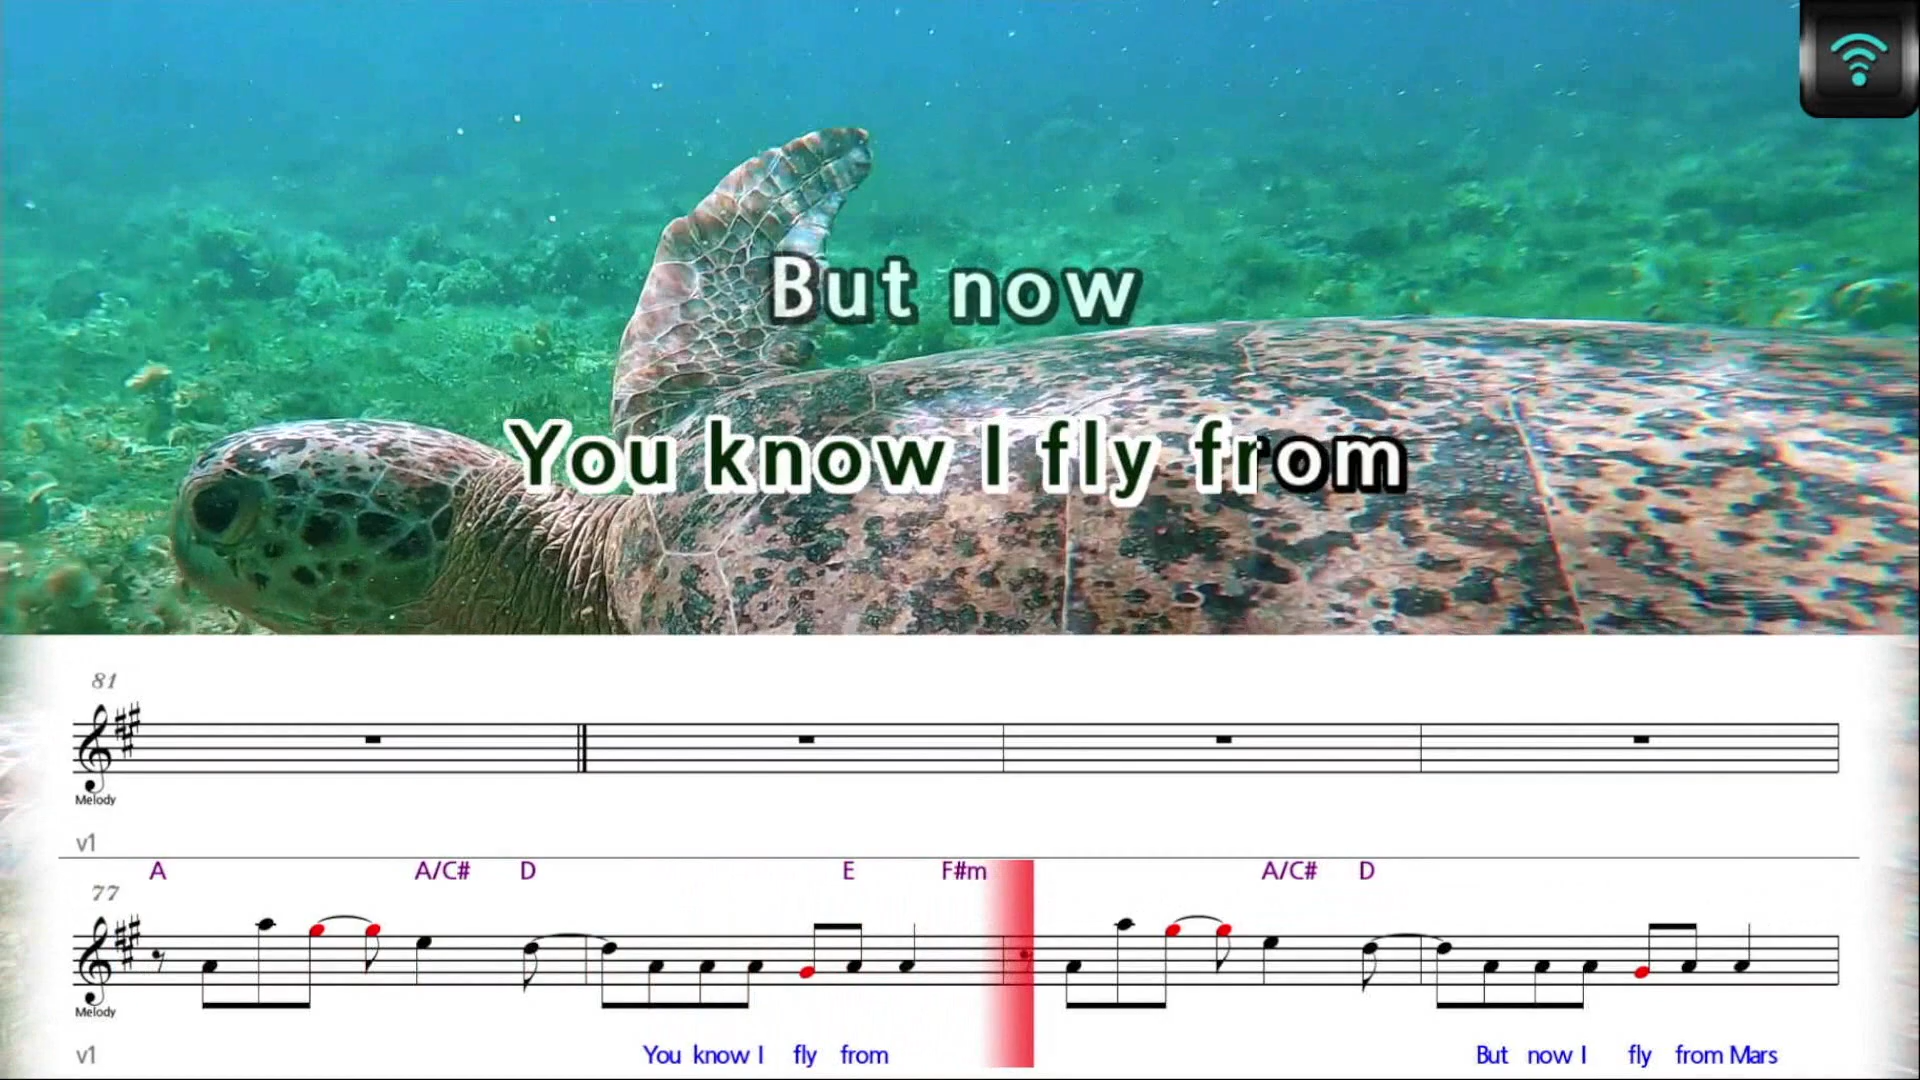 But now
You know I fly from
81
Melody
v1
A A/C# D E F#m A/C# D
77
Melody
v1 You know I fly from But now I fly from Mars